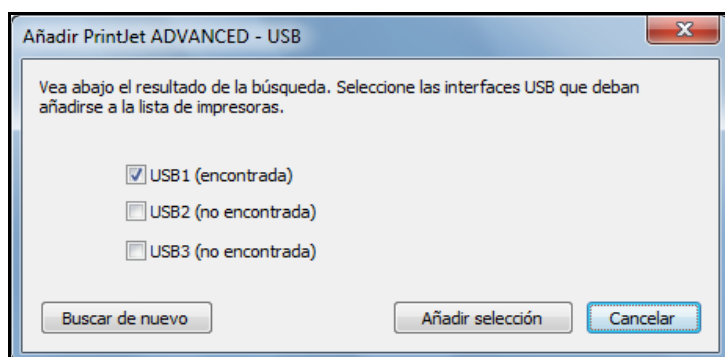 Añadir PrintJet ADVANCED - USB
Vea abajo el resultado de la búsqueda. Seleccione las interfaces USB que deban
añadirse a la lista de impresoras.
USB1 (encontrada)
USB2 (no encontrada)
USB3 (no encontrada)
Buscar de nuevo Añadir selección Cancelar